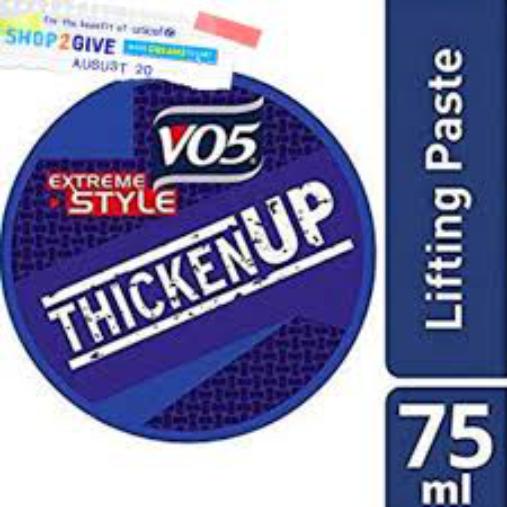 For the benefit of unicef
SHOP2GIVE
AUGUST 20
VO5
EXTREME
STYLE
THICKENUP
Lifting Paste
75
ml